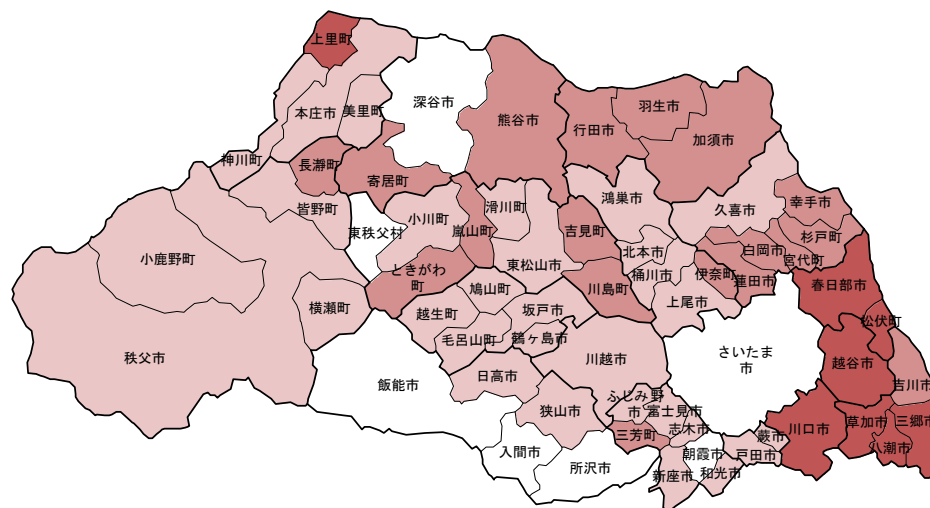 上里町
深谷市
羽生市
本庄市
美里町
熊谷市
行田市
加須市
神川町
長瀞町
寄居町
鴻巣市
幸手市
皆野町
小川町
滑川町
久喜市
東秩父村
嵐山町
吉見町
杉戸町
北本市
白岡市
宮代町
小鹿野町
ときがわ
町
東松山市
桶川市
伊奈町
蓮田市
春日部市
鳩山町
川島町
上尾市
横瀬町
越生町
坂戸市
松伏町
毛呂山町
鶴ヶ島市
さいたま
市
越谷市
秩父市
川越市
飯能市
日高市
吉川市
ふじみ野
市
狭山市
富士見市
三芳町
志木市
蕨市
川口市
草加市
三郷市
入間市
朝霞市
戸田市
八潮市
所沢市
新座市
和光市